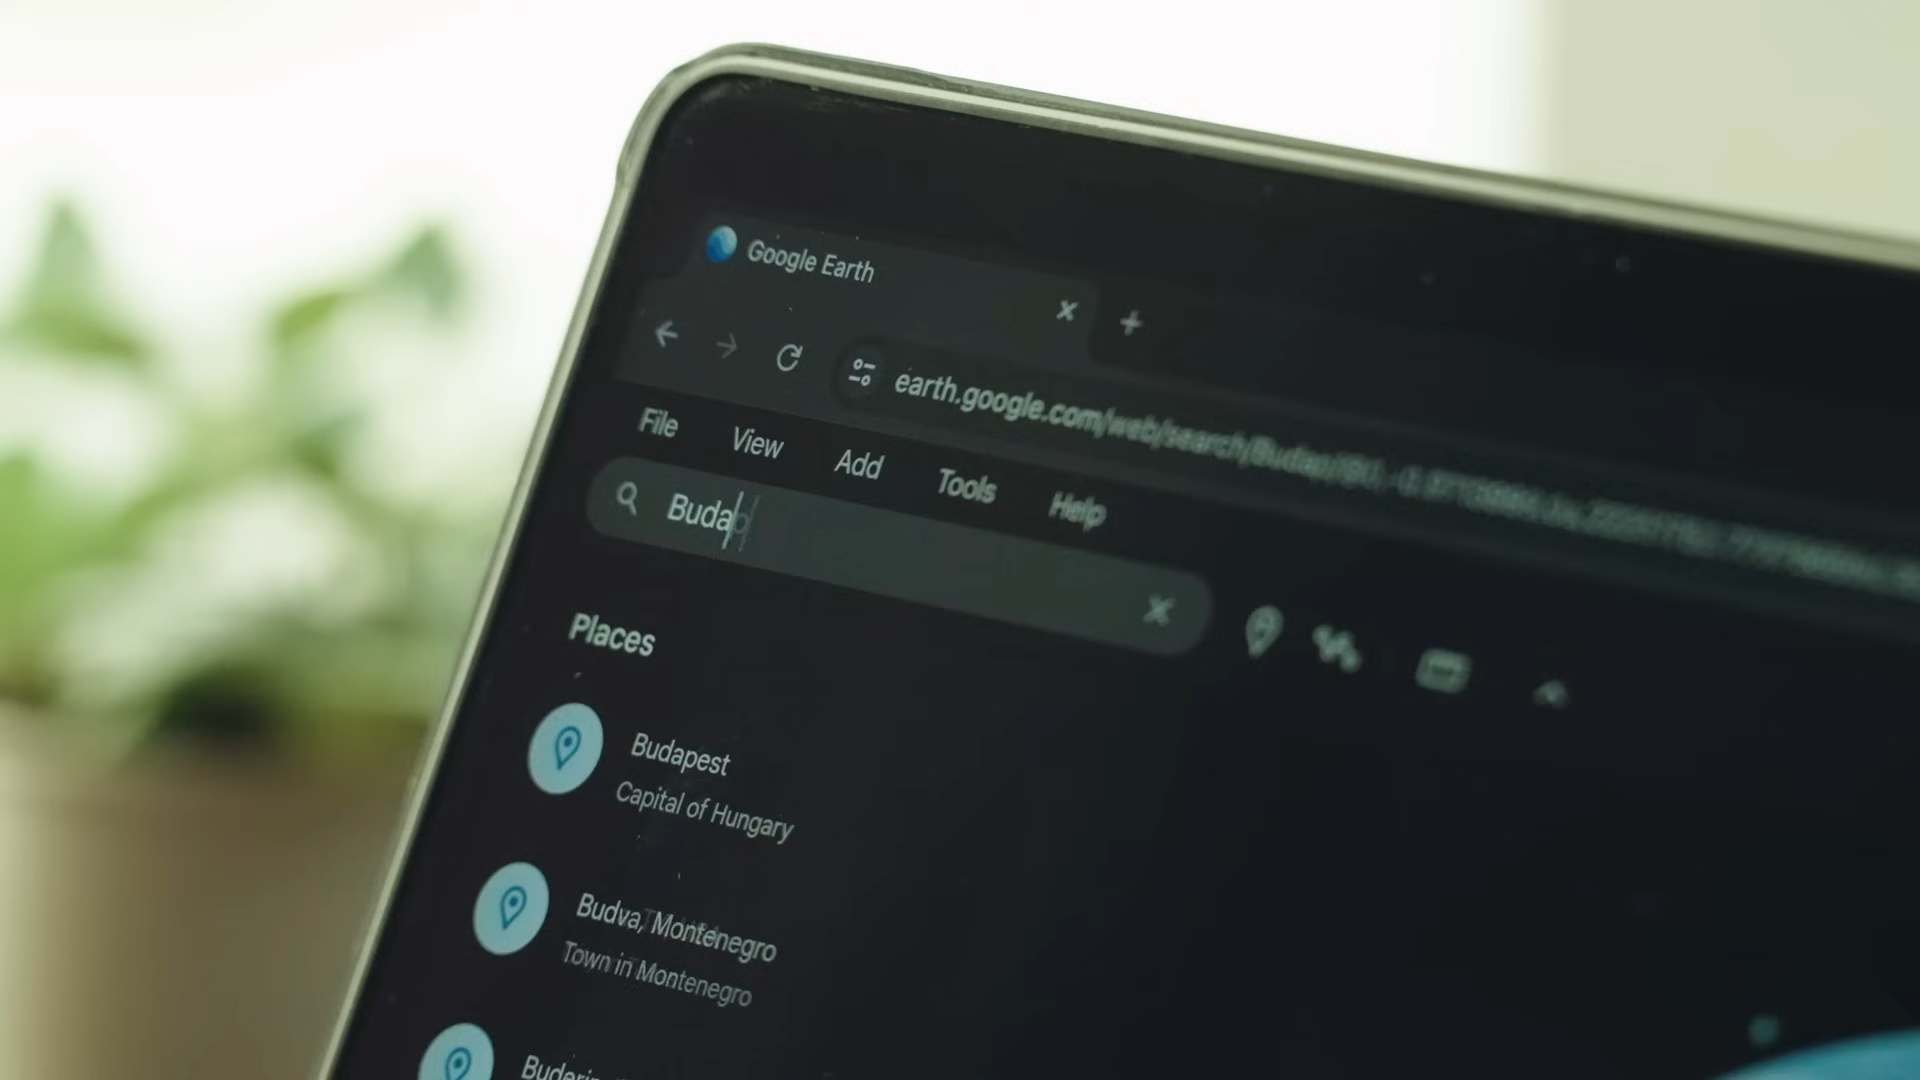 Google Earth
earth.google.com/web/search/
File View Add Tools Help
Buda
Places
Budapest
Capital of Hungary
Budva, Montenegro
Town in Montenegro